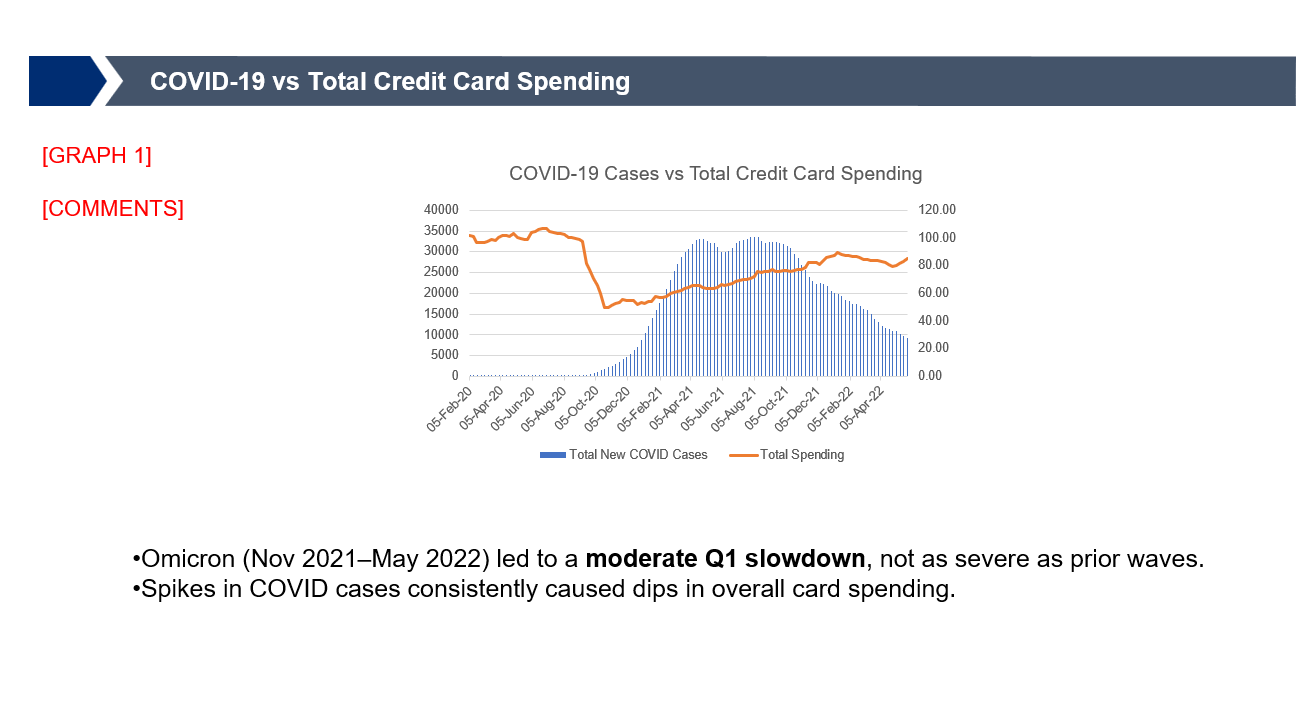 COVID-19 vs Total Credit Card Spending
[GRAPH 1]
[COMMENTS]
COVID-19 Cases vs Total Credit Card Spending
40000
35000
30000
25000
20000
15000
10000
5000
0
120.00
100.00
80.00
60.00
40.00
20.00
0.00
05-Feb-20
05-Apr-20
05-Jun-20
05-Aug-20
05-Oct-20
05-Dec-20
05-Feb-21
05-Apr-21
05-Jun-21
05-Aug-21
05-Oct-21
05-Dec-21
05-Feb-22
05-Apr-22
Total New COVID Cases
Total Spending
•Omicron (Nov 2021–May 2022) led to a moderate Q1 slowdown, not as severe as prior waves.
•Spikes in COVID cases consistently caused dips in overall card spending.